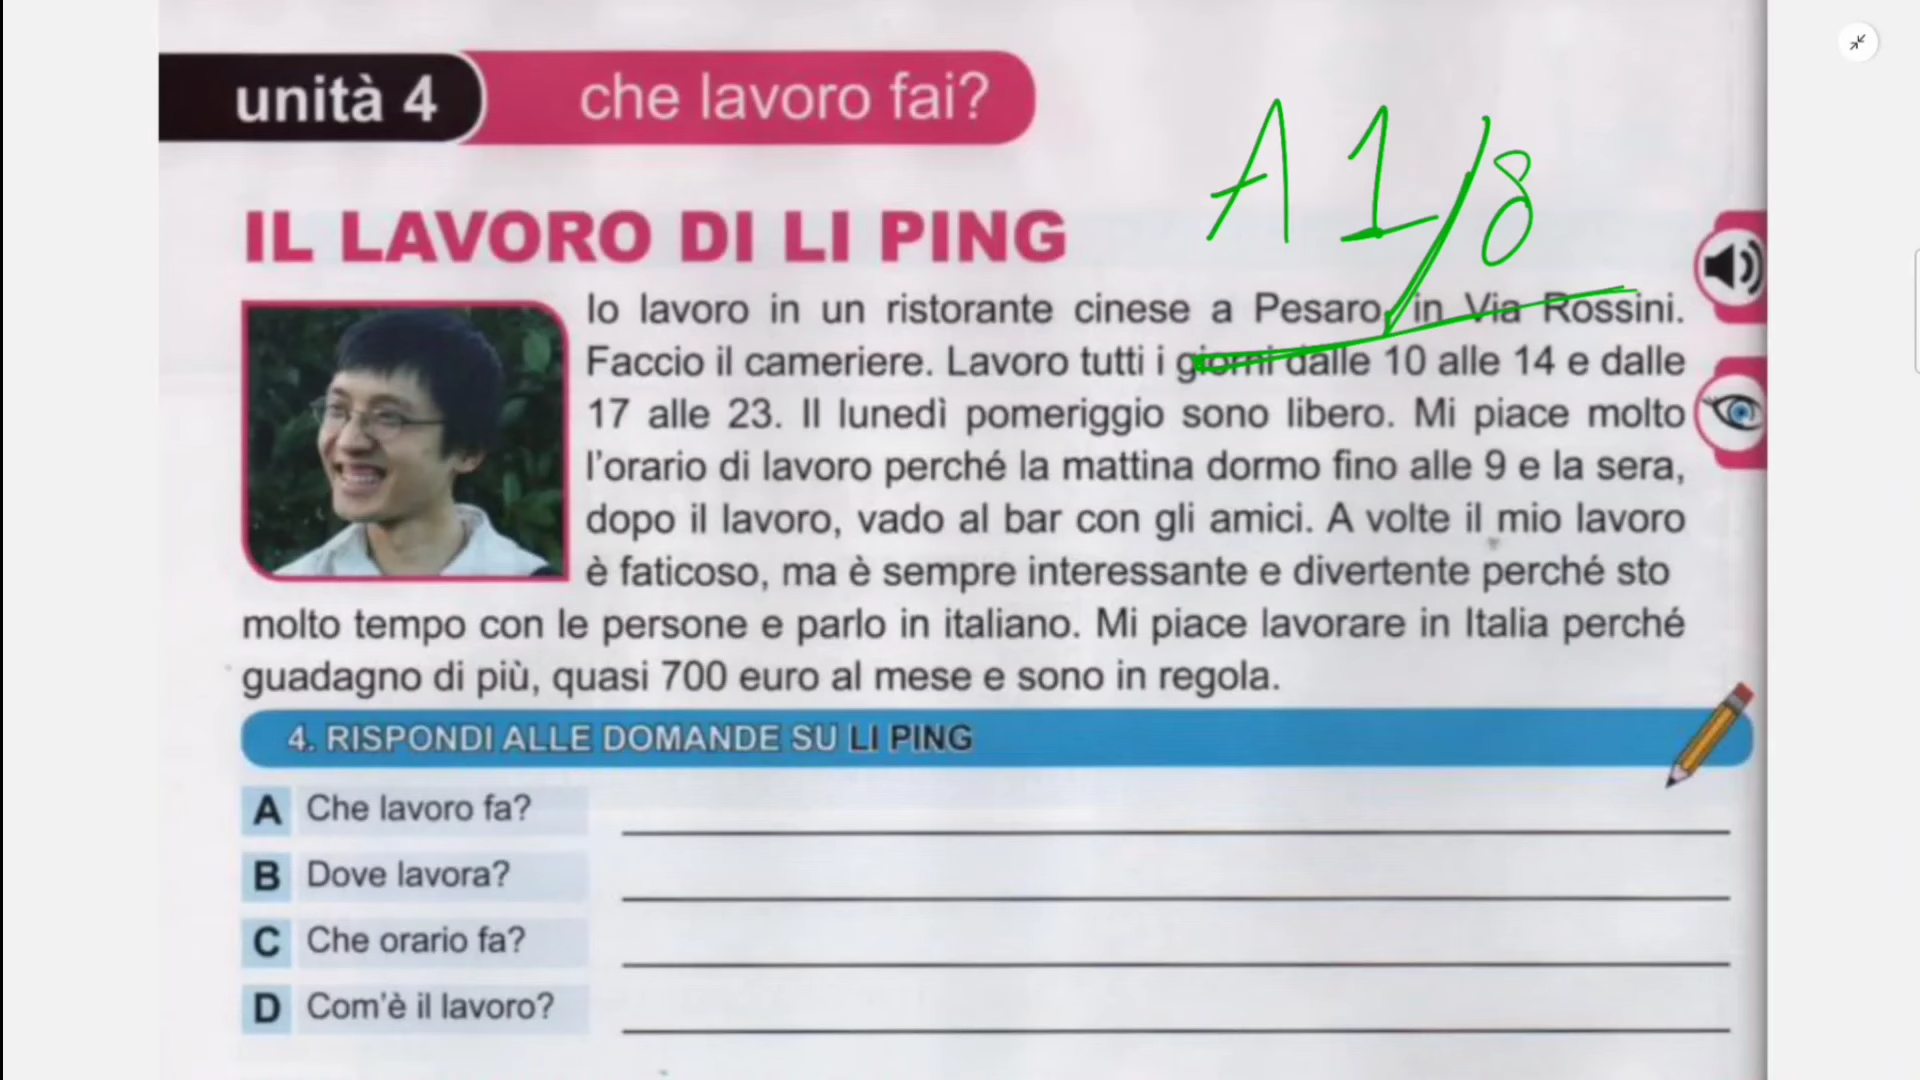 unità 4 che lavoro fai?
A 1/8
IL LAVORO DI LI PING
Io lavoro in un ristorante cinese a Pesaro, in Via Rossini.
Faccio il cameriere. Lavoro tutti i giorni dalle 10 alle 14 e dalle
17 alle 23. Il lunedì pomeriggio sono libero. Mi piace molto
l'orario di lavoro perché la mattina dormo fino alle 9 e la sera,
dopo il lavoro, vado al bar con gli amici. A volte il mio lavoro
è faticoso, ma è sempre interessante e divertente perché sto
molto tempo con le persone e parlo in italiano. Mi piace lavorare in Italia perché
guadagno di più, quasi 700 euro al mese e sono in regola.
4. RISPONDI ALLE DOMANDE SU LI PING
A Che lavoro fa?
B Dove lavora?
C Che orario fa?
D Com'è il lavoro?